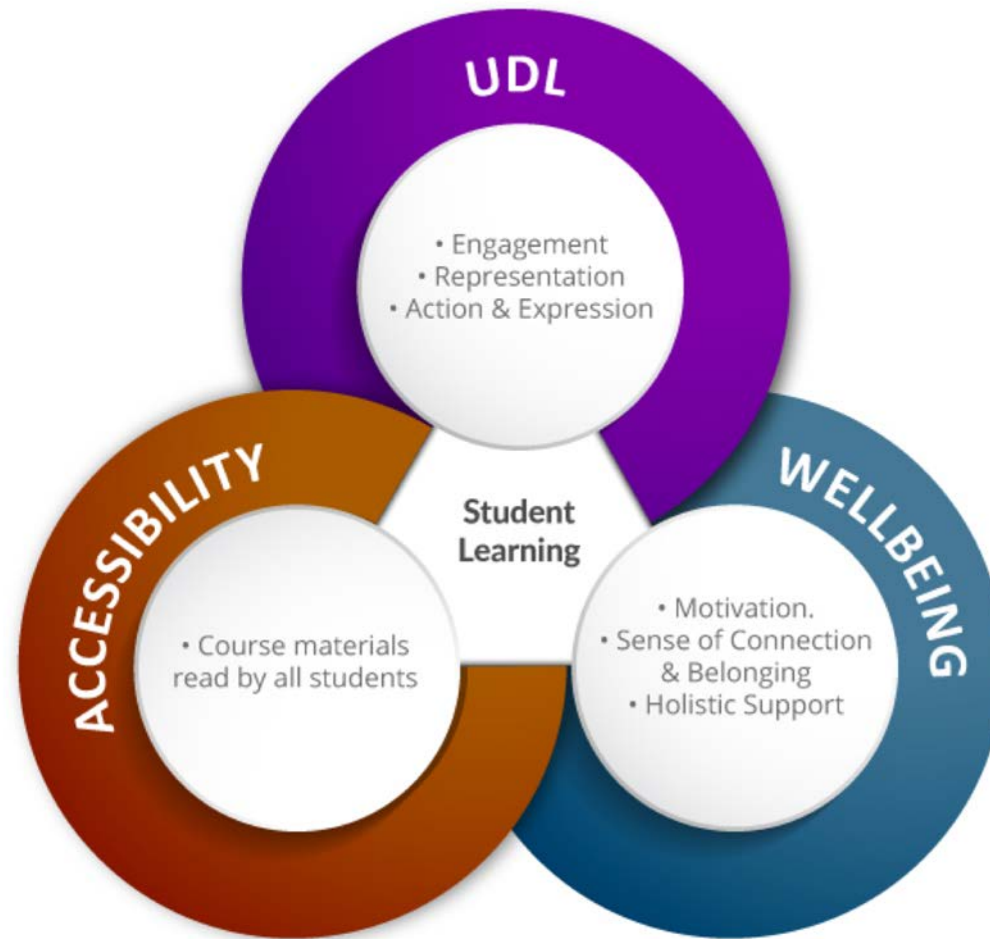 UDL
• Engagement
• Representation
• Action & Expression
ACCESSIBILITY
• Course materials
read by all students
Student
Learning
WELLBEING
• Motivation.
• Sense of Connection
& Belonging
• Holistic Support